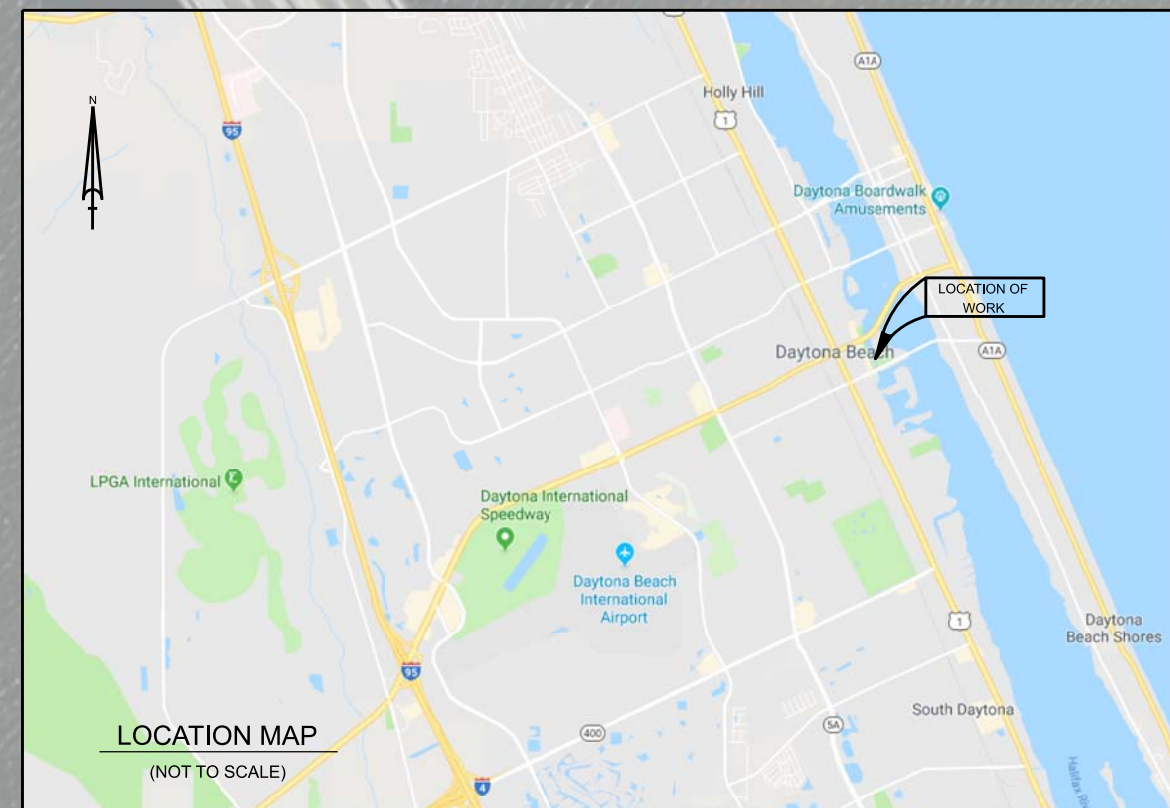 A1A
Holly Hill
N
1
95
Daytona Boardwalk
Amusements
LOCATION OF
WORK
Daytona Beach
A1A
LPGA International
Daytona International
Speedway
Daytona Beach
International
Airport
1
Daytona
Beach Shores
95
South Daytona
5A
LOCATION MAP
400
(NOT TO SCALE)
4
Halifax